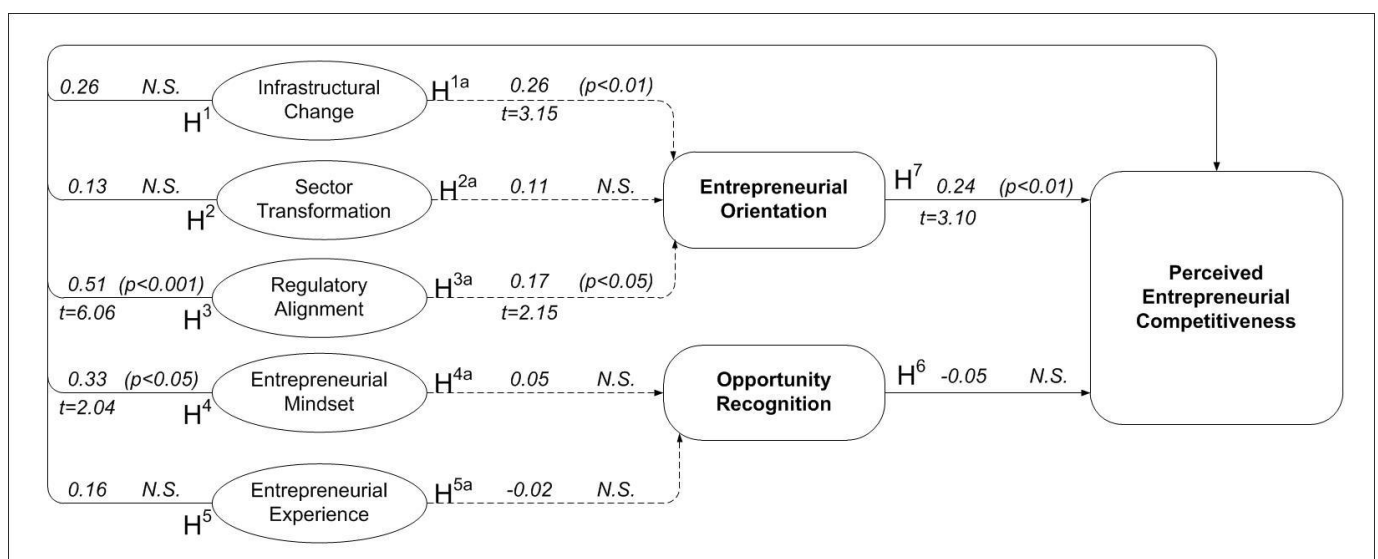 0.26 N.S.
H1
Infrastructural
Change
H1a 0.26 (p<0.01)
t=3.15
0.13 N.S.
H2
Sector
Transformation
H2a 0.11 N.S.
Entrepreneurial
Orientation
H7 0.24 (p<0.01)
t=3.10
0.51 (p<0.001)
t=6.06
H3
Regulatory
Alignment
H3a 0.17 (p<0.05)
t=2.15
Perceived
Entrepreneurial
Competitiveness
0.33 (p<0.05)
t=2.04
H4
Entrepreneurial
Mindset
H4a 0.05 N.S.
Opportunity
Recognition
H6 -0.05 N.S.
0.16 N.S.
H5
Entrepreneurial
Experience
H5a -0.02 N.S.